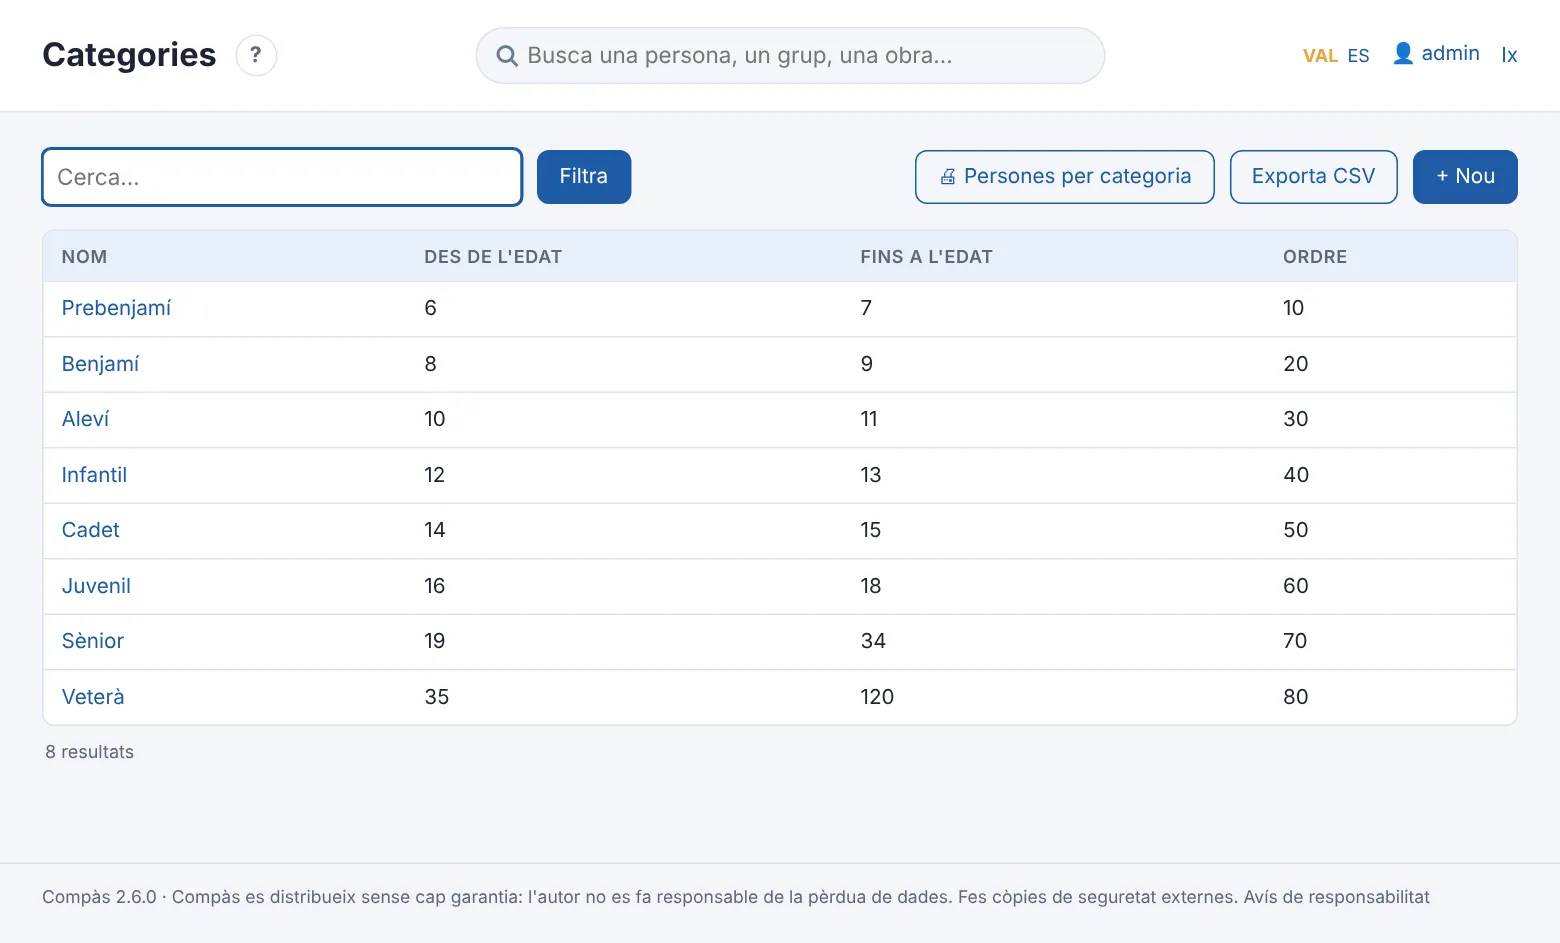 Categories ? Busca una persona, un grup, una obra... VAL ES admin Ix
Cerca... Filtra Persones per categoria Exporta CSV + Nou
NOM DES DE L'EDAT FINS A L'EDAT ORDRE
Prebenjamí 6 7 10
Benjamí 8 9 20
Aleví 10 11 30
Infantil 12 13 40
Cadet 14 15 50
Juvenil 16 18 60
Sènior 19 34 70
Veterà 35 120 80
8 resultats
Compàs 2.6.0 · Compàs es distribueix sense cap garantia: l'autor no es fa responsable de la pèrdua de dades. Fes còpies de seguretat externes. Avís de responsabilitat